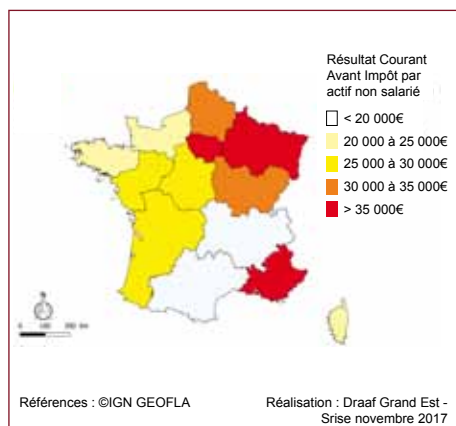 Résultat Courant
Avant Impôt par
actif non salarié
< 20 000€
20 000 à 25 000€
25 000 à 30 000€
30 000 à 35 000€
> 35 000€
Références : ©IGN GEOFLA
Réalisation : Draaf Grand Est -
Srise novembre 2017